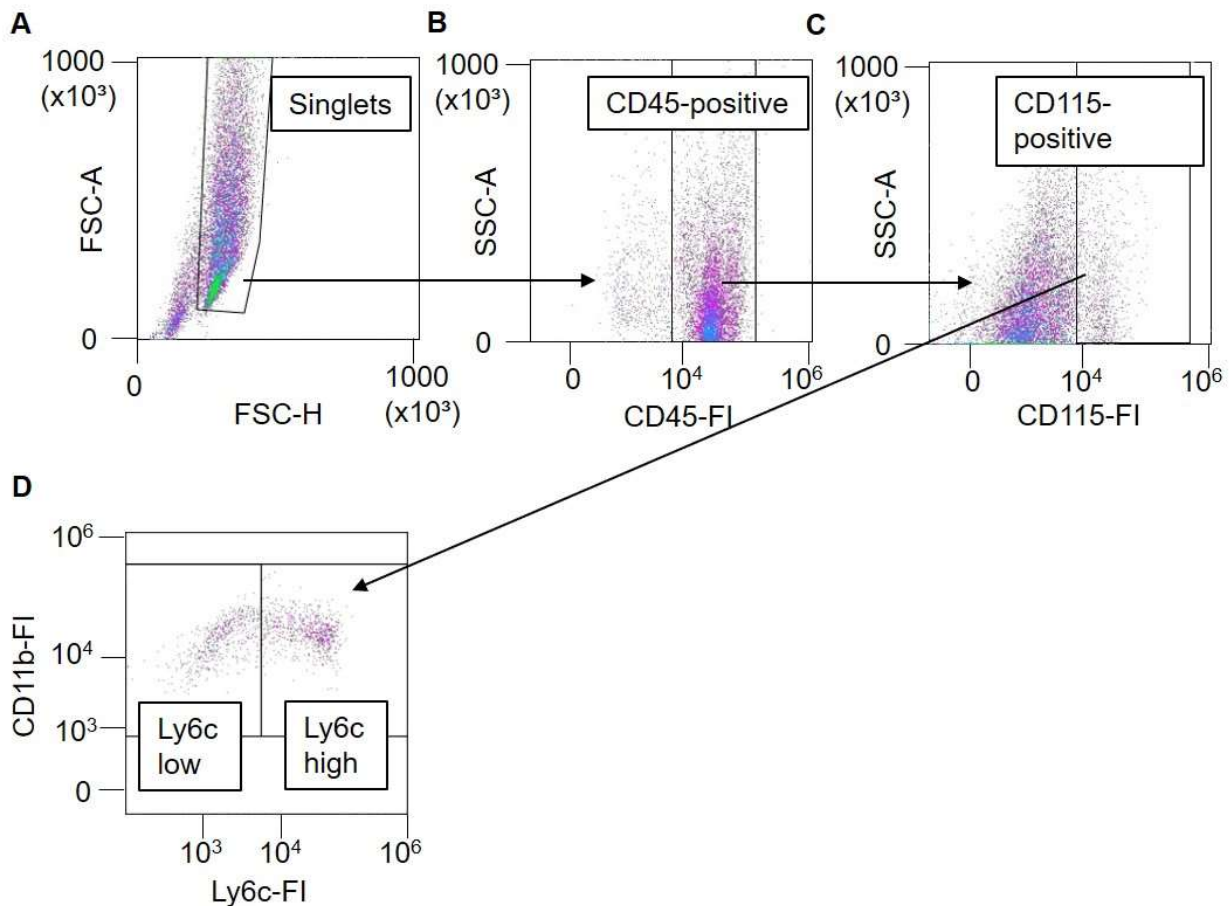 A
1000
(x10³)
FSC-A
0
Singlets
0
1000
FSC-H
(x10³)
B
1000
(x10³)
SSC-A
0
CD45-positive
0
10⁴
10⁶
CD45-FI
C
1000
(x10³)
SSC-A
0
CD115-
positive
0
10⁴
10⁶
CD115-FI
D
10⁶
CD11b-FI
10⁴
10³
0
Ly6c
low
Ly6c
high
10³
10⁴
10⁶
Ly6c-FI